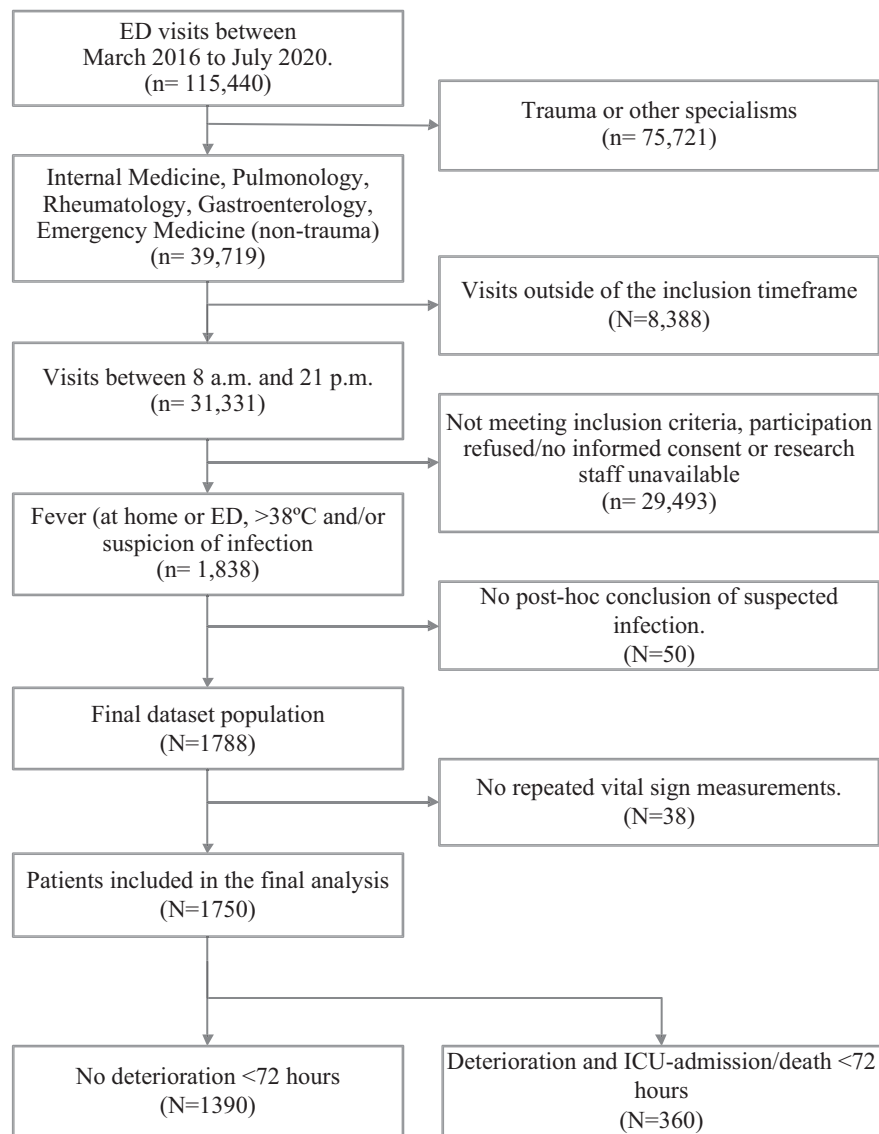 ED visits between
March 2016 to July 2020.
(n= 115,440)
Trauma or other specialisms
(n= 75,721)
Internal Medicine, Pulmonology,
Rheumatology, Gastroenterology,
Emergency Medicine (non-trauma)
(n= 39,719)
Visits outside of the inclusion timeframe
(N=8,388)
Visits between 8 a.m. and 21 p.m.
(n= 31,331)
Not meeting inclusion criteria, participation
refused/no informed consent or research
staff unavailable
(n= 29,493)
Fever (at home or ED, >38ºC and/or
suspicion of infection
(n= 1,838)
No post-hoc conclusion of suspected
infection.
(N=50)
Final dataset population
(N=1788)
No repeated vital sign measurements.
(N=38)
Patients included in the final analysis
(N=1750)
No deterioration <72 hours
(N=1390)
Deterioration and ICU-admission/death <72
hours
(N=360)